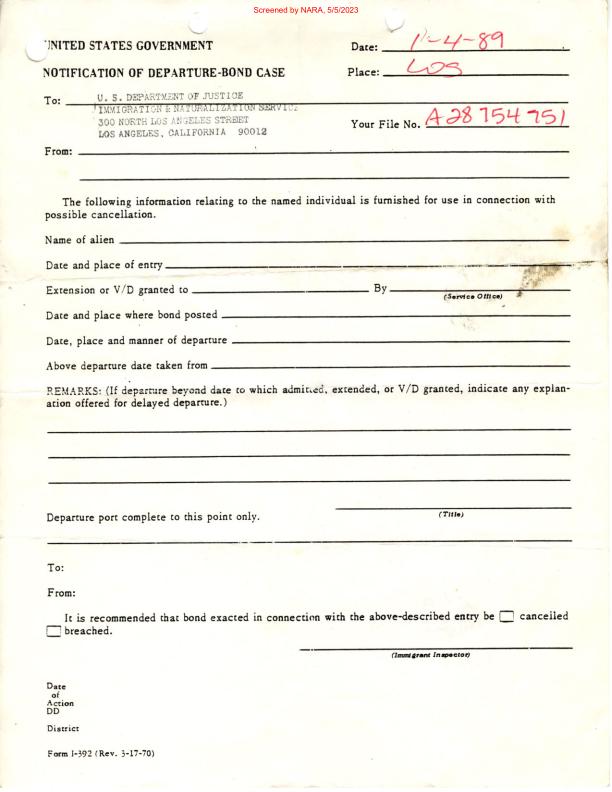 Screened by NARA, 5/5/2023
UNITED STATES GOVERNMENT
Date: 11-4-89
NOTIFICATION OF DEPARTURE-BOND CASE
Place: LOS
To: U. S. DEPARTMENT OF JUSTICE
IMMIGRATION & NATURALIZATION SERVICE
300 NORTH LOS ANGELES STREET
LOS ANGELES, CALIFORNIA 90012
Your File No. A28 754 751
From:
The following information relating to the named individual is furnished for use in connection with
possible cancellation.
Name of alien
Date and place of entry
Extension or V/D granted to By
(Service Office)
Date and place where bond posted
Date, place and manner of departure
Above departure date taken from
REMARKS: (If departure beyond date to which admitted, extended, or V/D granted, indicate any explan-
ation offered for delayed departure.)
Departure port complete to this point only.
(Title)
To:
From:
It is recommended that bond exacted in connection with the above-described entry be cancelled
breached.
(Immigrant Inspector)
Date
of
Action
DD
District
Form I-392 (Rev. 3-17-70)